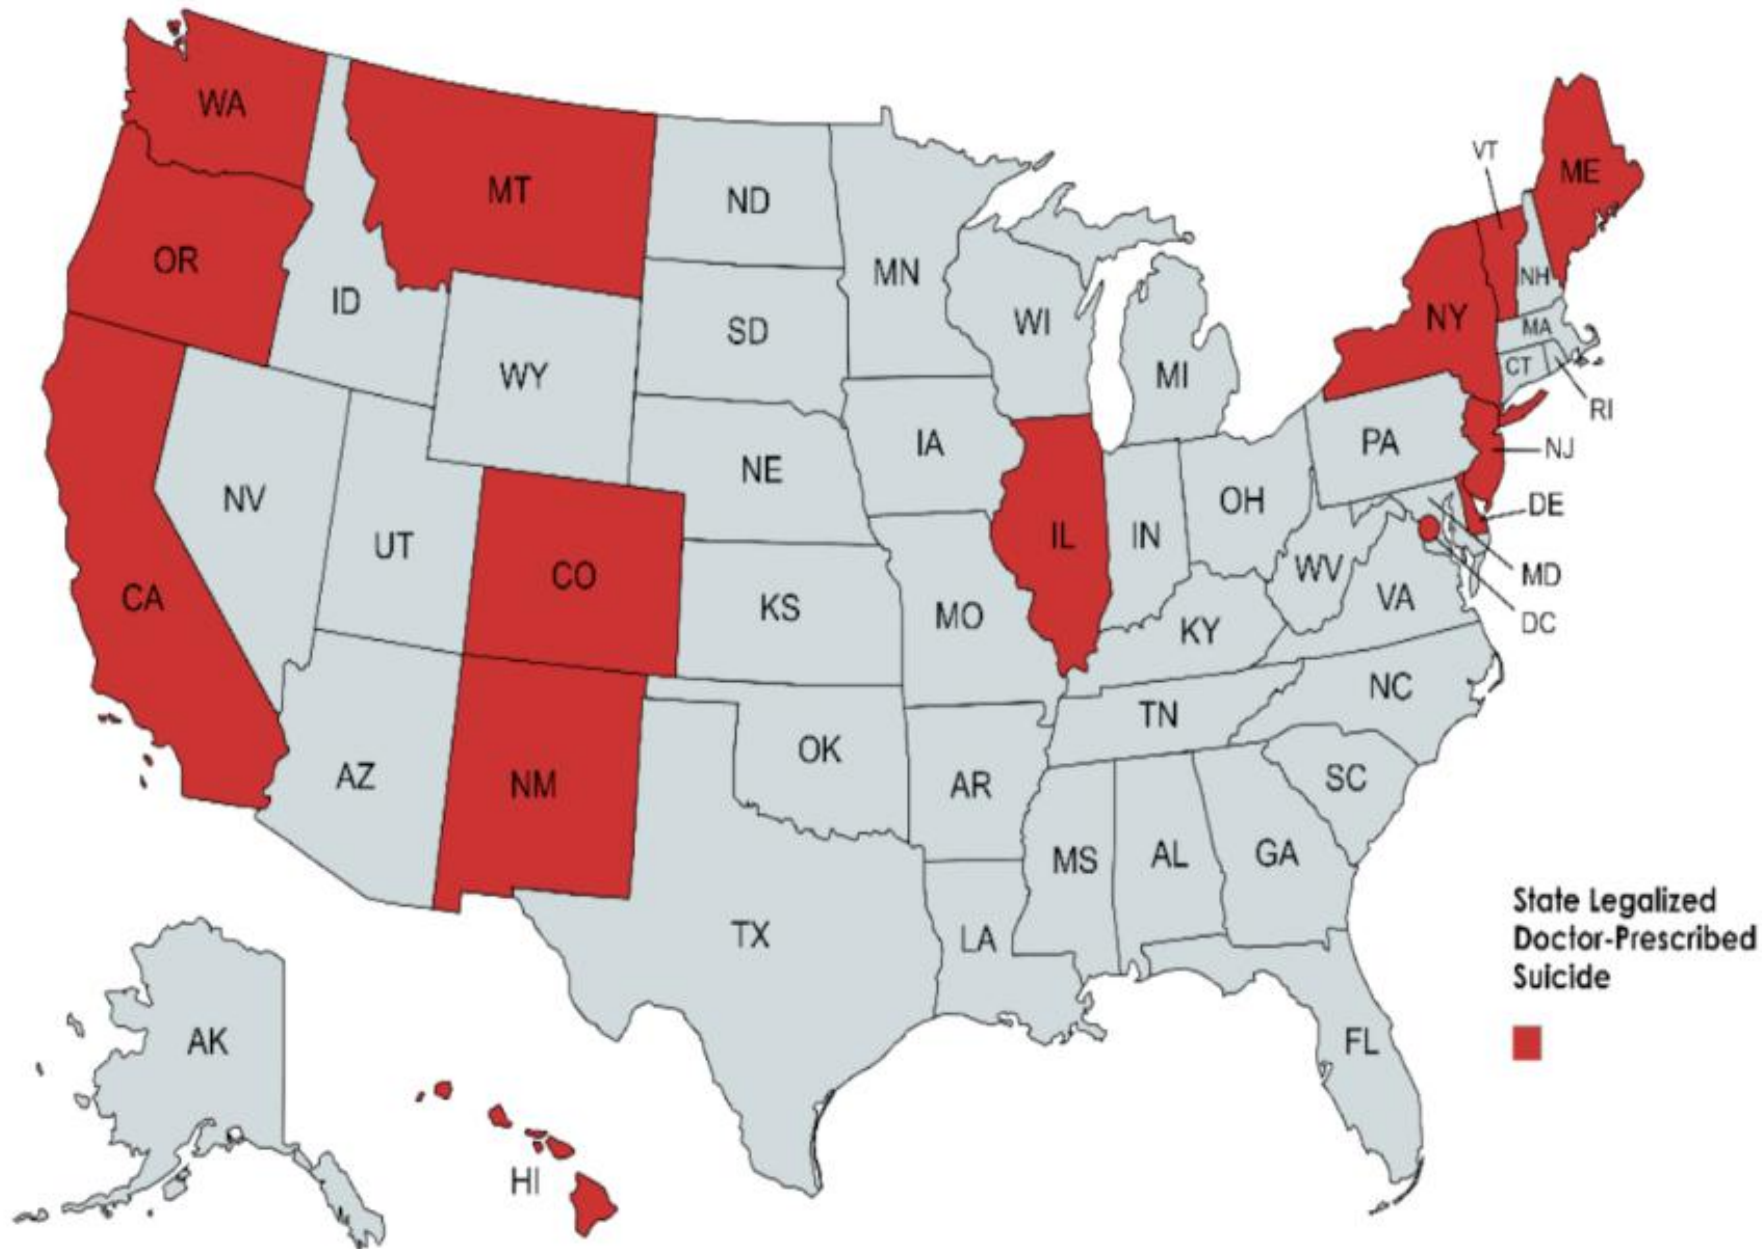 WA
MT
ND
MN
VT
ME
OR
ID
SD
WI
NH
NY
MA
WY
MI
CT
RI
NE
IA
PA
NJ
NV
UT
CO
IL
IN
OH
DE
CA
KS
MO
WV
VA
MD
DC
KY
AZ
NM
OK
AR
TN
NC
SC
TX
LA
MS
AL
GA
State Legalized
Doctor-Prescribed
Suicide
AK
FL
HI